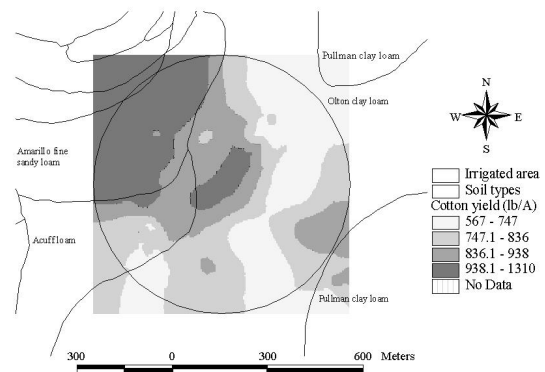 Pullman clay loam
Olton clay loam
Amarillo fine
sandy loam
Acuff loam
Pullman clay loam
N
W
E
S
Irrigated area
Soil types
Cotton yield (lb/A)
567 - 747
747.1 - 836
836.1 - 938
938.1 - 1310
No Data
300 0 300 600 Meters